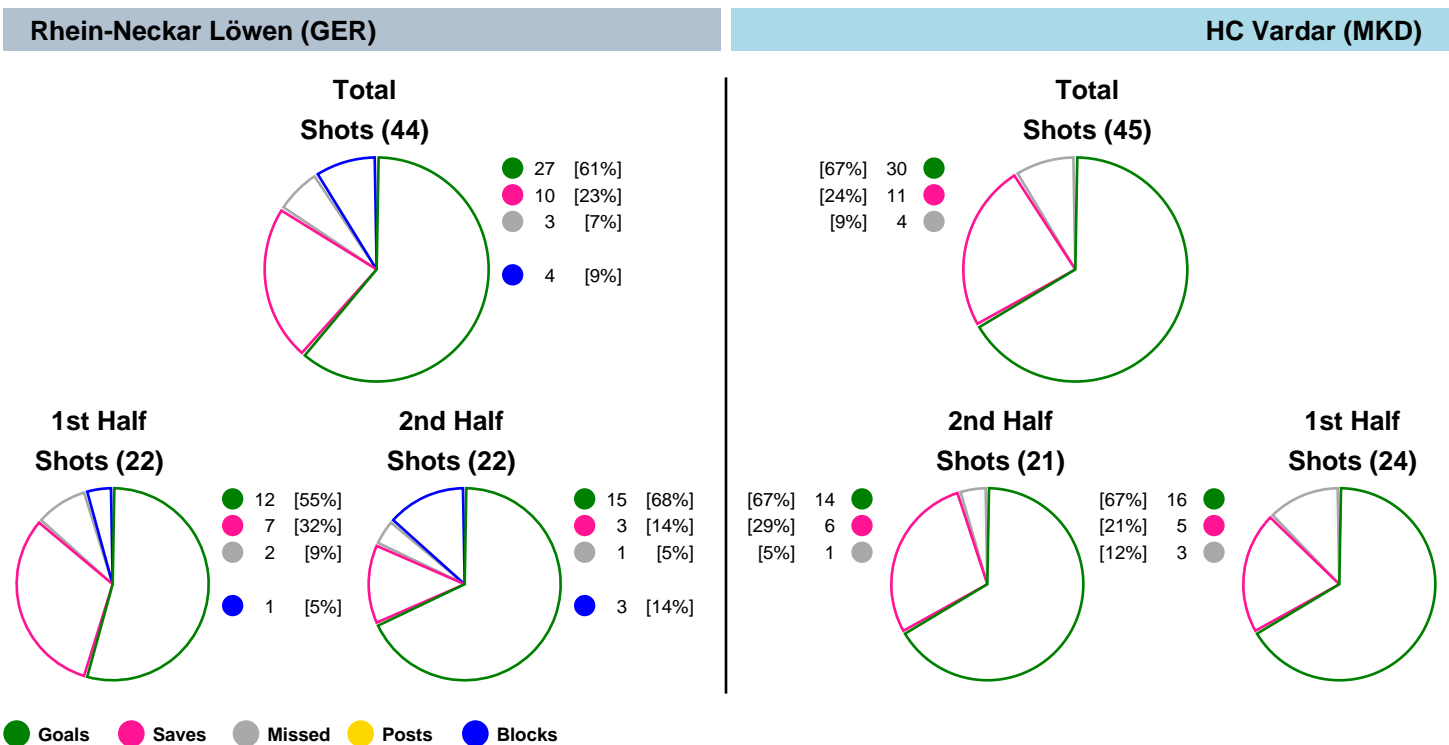 Rhein-Neckar Löwen (GER)
HC Vardar (MKD)
Total
Shots (44)
27 [61%]
10 [23%]
3 [7%]
4 [9%]
Total
Shots (45)
[67%] 30
[24%] 11
[9%] 4
1st Half
Shots (22)
12 [55%]
7 [32%]
2 [9%]
1 [5%]
2nd Half
Shots (22)
15 [68%]
3 [14%]
1 [5%]
3 [14%]
2nd Half
Shots (21)
[67%] 14
[29%] 6
[5%] 1
1st Half
Shots (24)
[67%] 16
[21%] 5
[12%] 3
Goals Saves Missed Posts Blocks